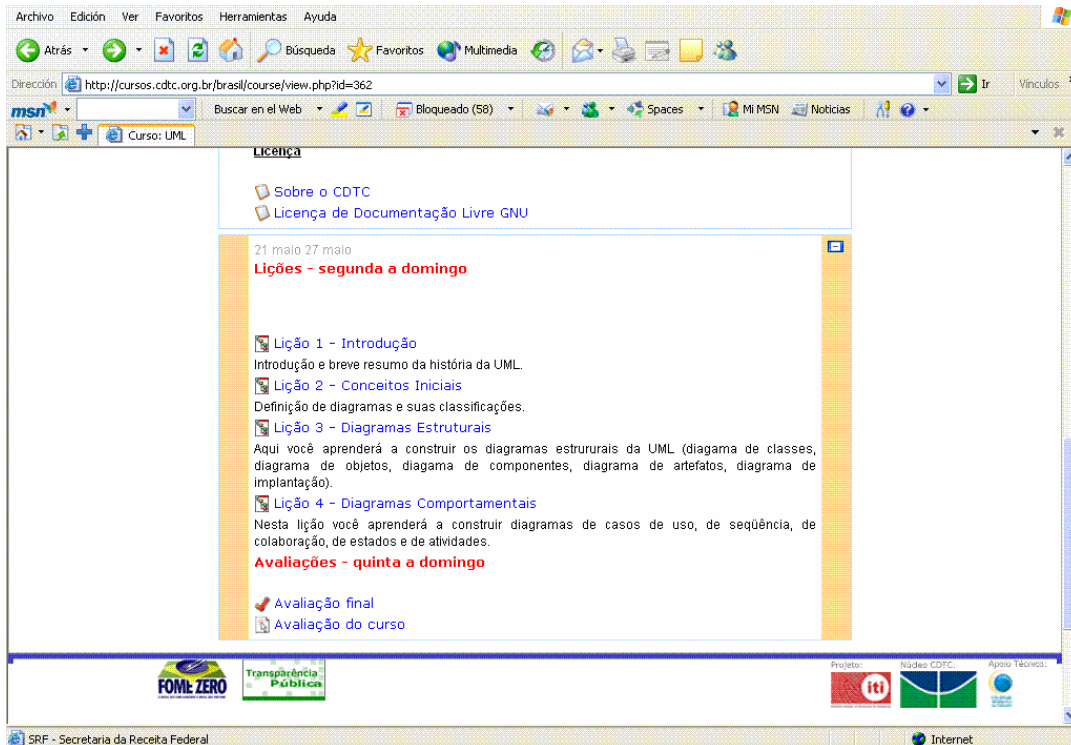 Archivo Edición Ver Favoritos Herramientas Ayuda
Atrás Búsqueda Favoritos Multimedia
Dirección http://cursos.cdtc.org.br/brasil/course/view.php?id=362 Ir Vínculos
msn Buscar en el Web Bloqueado (58) Spaces Mi MSN Noticias
Curso: UML
Licença
Sobre o CDTC
Licença de Documentação Livre GNU
21 maio 27 maio
Lições - segunda a domingo
Lição 1 - Introdução
Introdução e breve resumo da história da UML.
Lição 2 - Conceitos Iniciais
Definição de diagramas e suas classificações.
Lição 3 - Diagramas Estruturais
Aqui você aprenderá a construir os diagramas estrururais da UML (diagama de classes,
diagrama de objetos, diagama de componentes, diagrama de artefatos, diagrama de
implantação).
Lição 4 - Diagramas Comportamentais
Nesta lição você aprenderá a construir diagramas de casos de uso, de seqüência, de
colaboração, de estados e de atividades.
Avaliações - quinta a domingo
Avaliação final
Avaliação do curso
Projeto: Núcleo CDTC: Apoio Técnico:
FOME ZERO
Transparência
Pública
iti
SRF - Secretaria da Receita Federal Internet